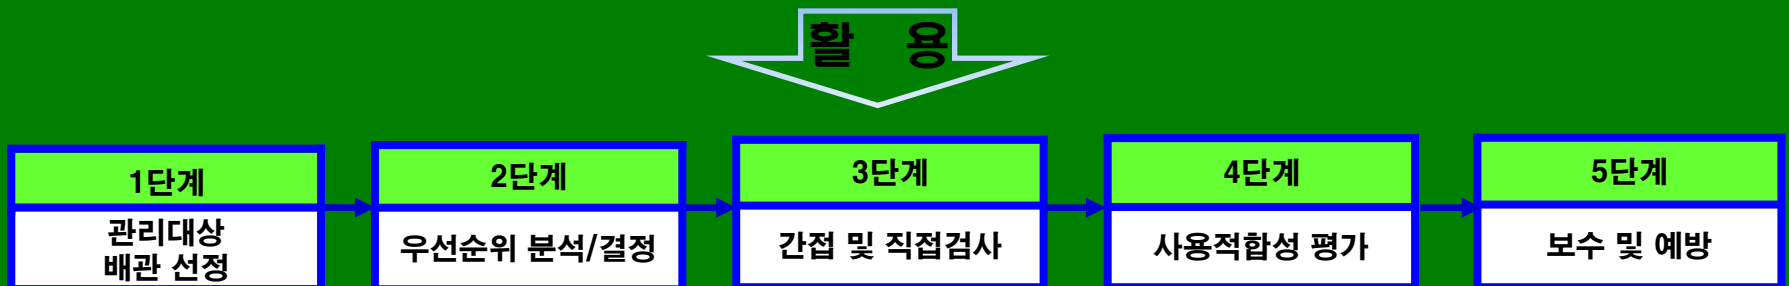 활 용
1단계
관리대상
배관 선정
2단계
우선순위 분석/결정
3단계
간접 및 직접검사
4단계
사용적합성 평가
5단계
보수 및 예방